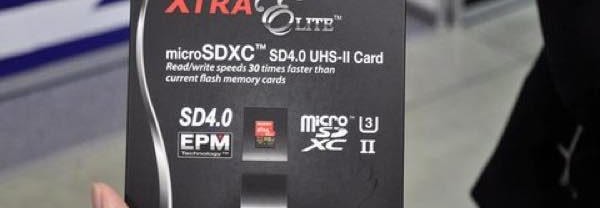 XTRA ELITE™
microSDXC™ SD4.0 UHS-II Card
Read/write speeds 30 times faster than
current flash memory cards
SD4.0
EPM
Technology™
micro
SD
XC
3
II